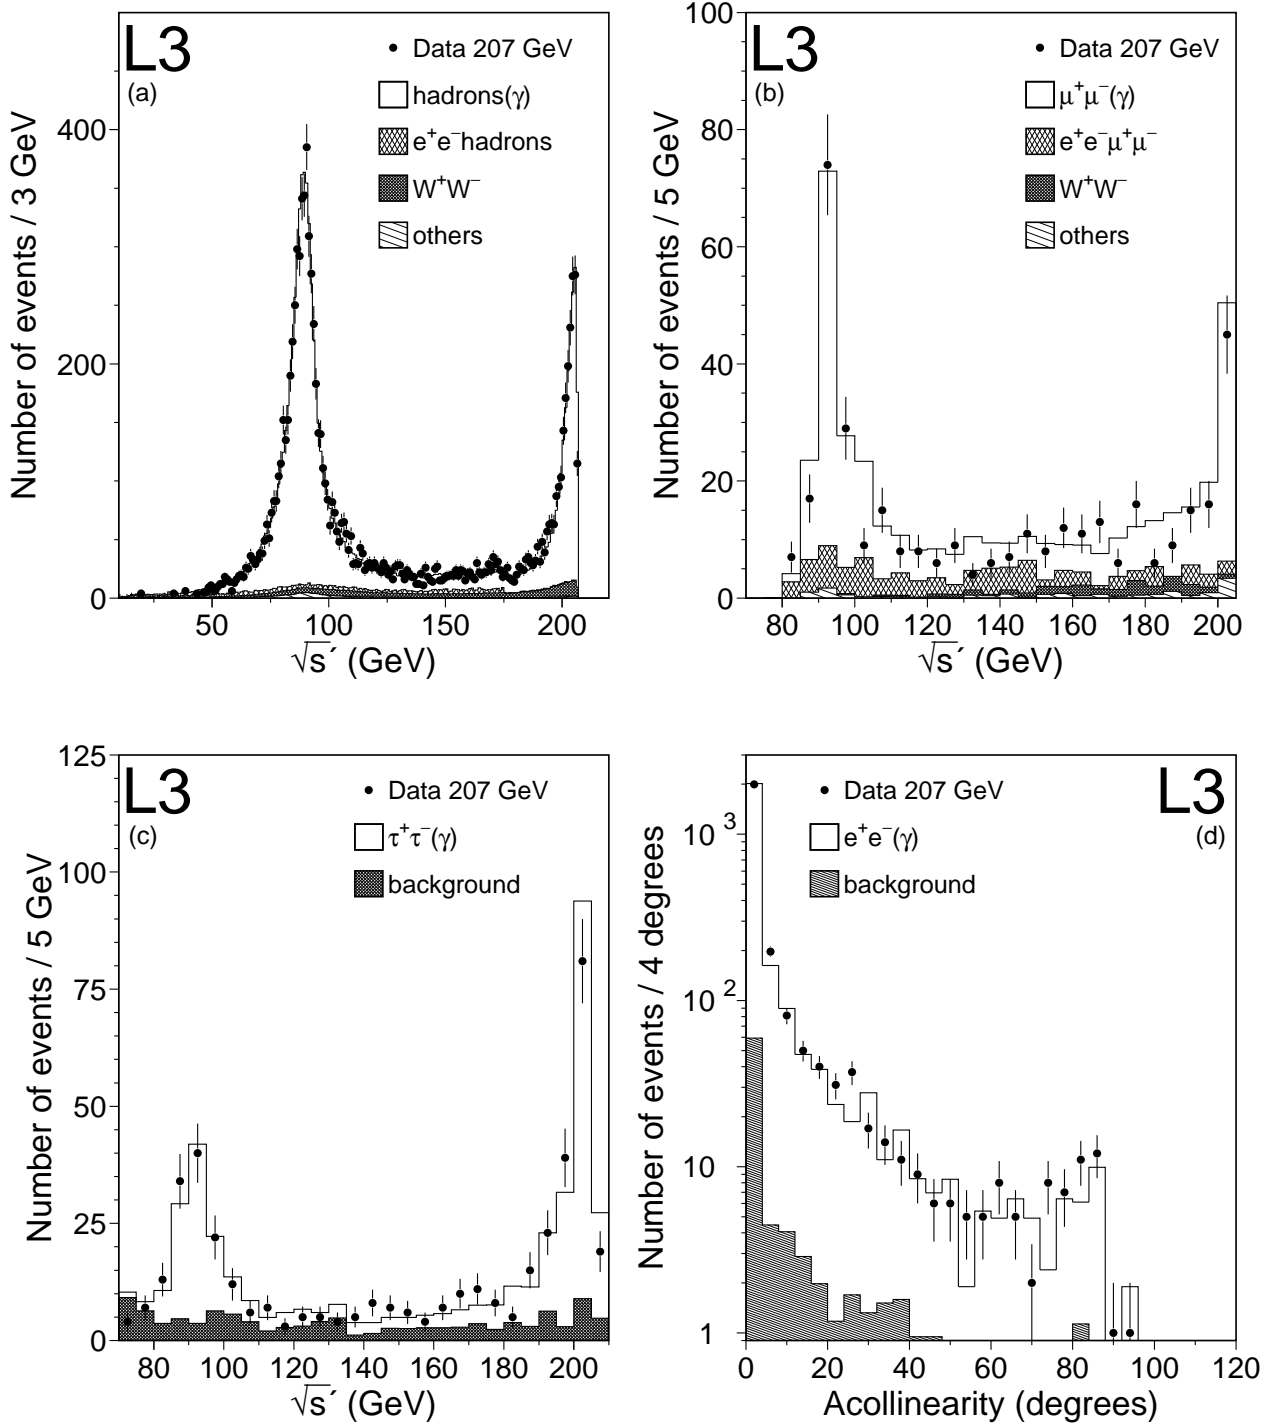 L3
(a)
Data 207 GeV
hadrons(γ)
e⁺e⁻hadrons
W⁺W⁻
others
Number of events / 3 GeV
0
200
400
50
100
150
200
√s´ (GeV)
L3
(b)
Data 207 GeV
μ⁺μ⁻(γ)
e⁺e⁻μ⁺μ⁻
W⁺W⁻
others
Number of events / 5 GeV
0
20
40
60
80
100
80
100
120
140
160
180
200
√s´ (GeV)
L3
(c)
Data 207 GeV
τ⁺τ⁻(γ)
background
Number of events / 5 GeV
0
25
50
75
100
125
80
100
120
140
160
180
200
√s´ (GeV)
L3
(d)
Data 207 GeV
e⁺e⁻(γ)
background
Number of events / 4 degrees
1
10
10²
10³
0
20
40
60
80
100
120
Acollinearity (degrees)